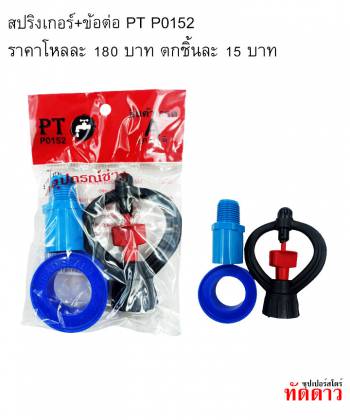 สปริงเกอร์+ข้อต่อ PT P0152
ราคาโหลละ 180 บาท ตกชิ้นละ 15 บาท
PT
P0152
ซุปเปอร์สโตร์
ทัดดาว